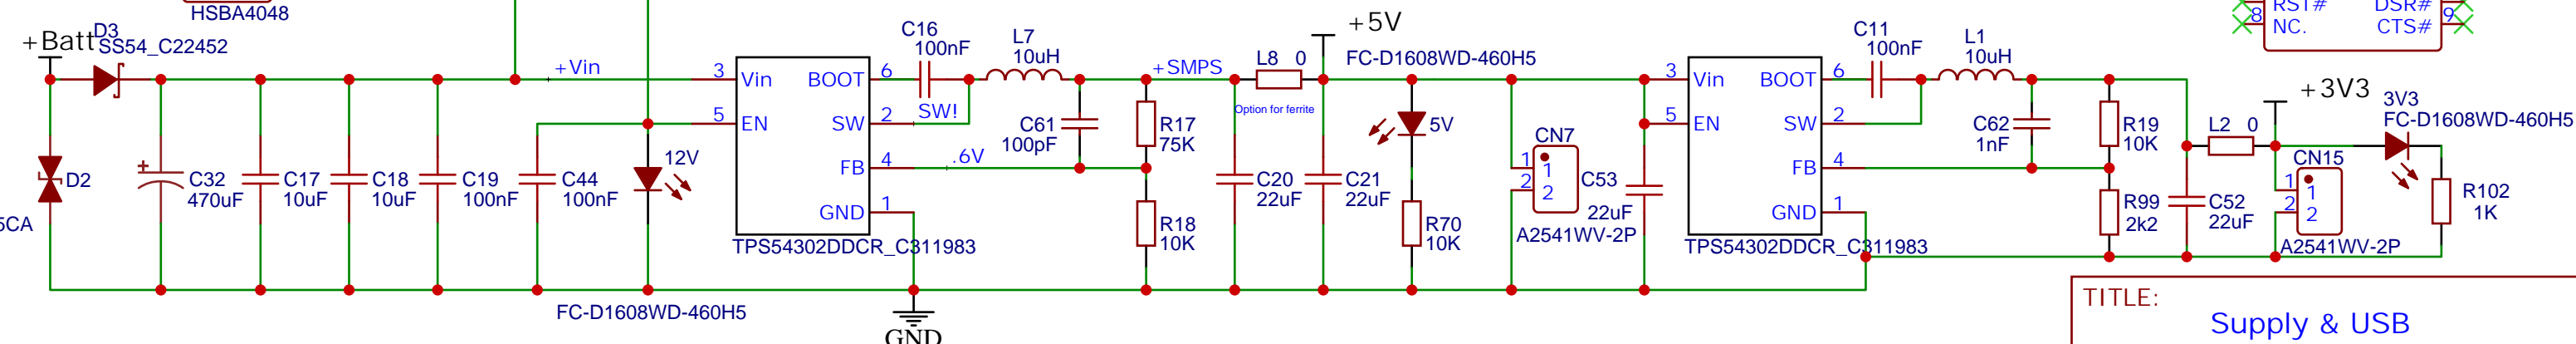 HSBA4048
+Batt
D3
SS54_C22452
D2
5CA
C32
470uF
C17
10uF
C18
10uF
C19
100nF
C44
100nF
+Vin
12V
FC-D1608WD-460H5
3 Vin
5 EN
BOOT 6
SW 2
FB 4
GND 1
TPS54302DDCR_C311983
GND
C16
100nF
SW!
L7
10uH
.6V
C61
100pF
R17
75K
R18
10K
+SMPS
L8 0
Option for ferrite
C20
22uF
C21
22uF
+5V
FC-D1608WD-460H5
5V
R70
10K
CN7
1 1
2 2
A2541WV-2P
C53
22uF
3 Vin
5 EN
BOOT 6
SW 2
FB 4
GND 1
TPS54302DDCR_C311983
C11
100nF
L1
10uH
C62
1nF
R19
10K
R99
2k2
L2 0
C52
22uF
+3V3
CN15
1 1
2 2
A2541WV-2P
3V3
FC-D1608WD-460H5
R102
1K
RST# DSR#
8 NC. CTS# 9
TITLE:
Supply & USB